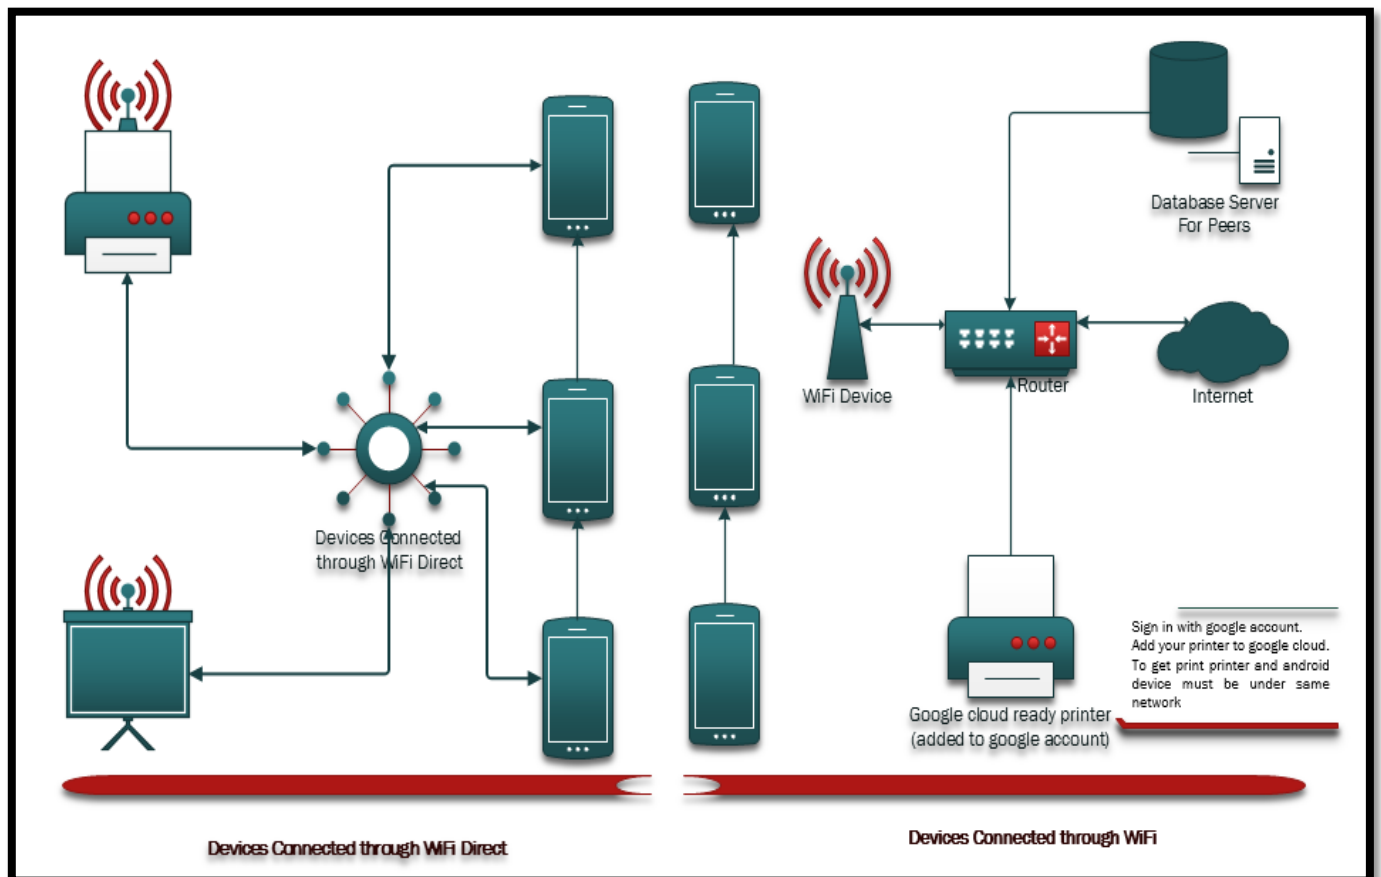 Database Server
For Peers
WiFi Device
Router
Internet
Devices Connected
through WiFi Direct
Sign in with google account.
Add your printer to google cloud.
To get print printer and android
device must be under same
network
Google cloud ready printer
(added to google account)
Devices Connected through WiFi Direct
Devices Connected through WiFi